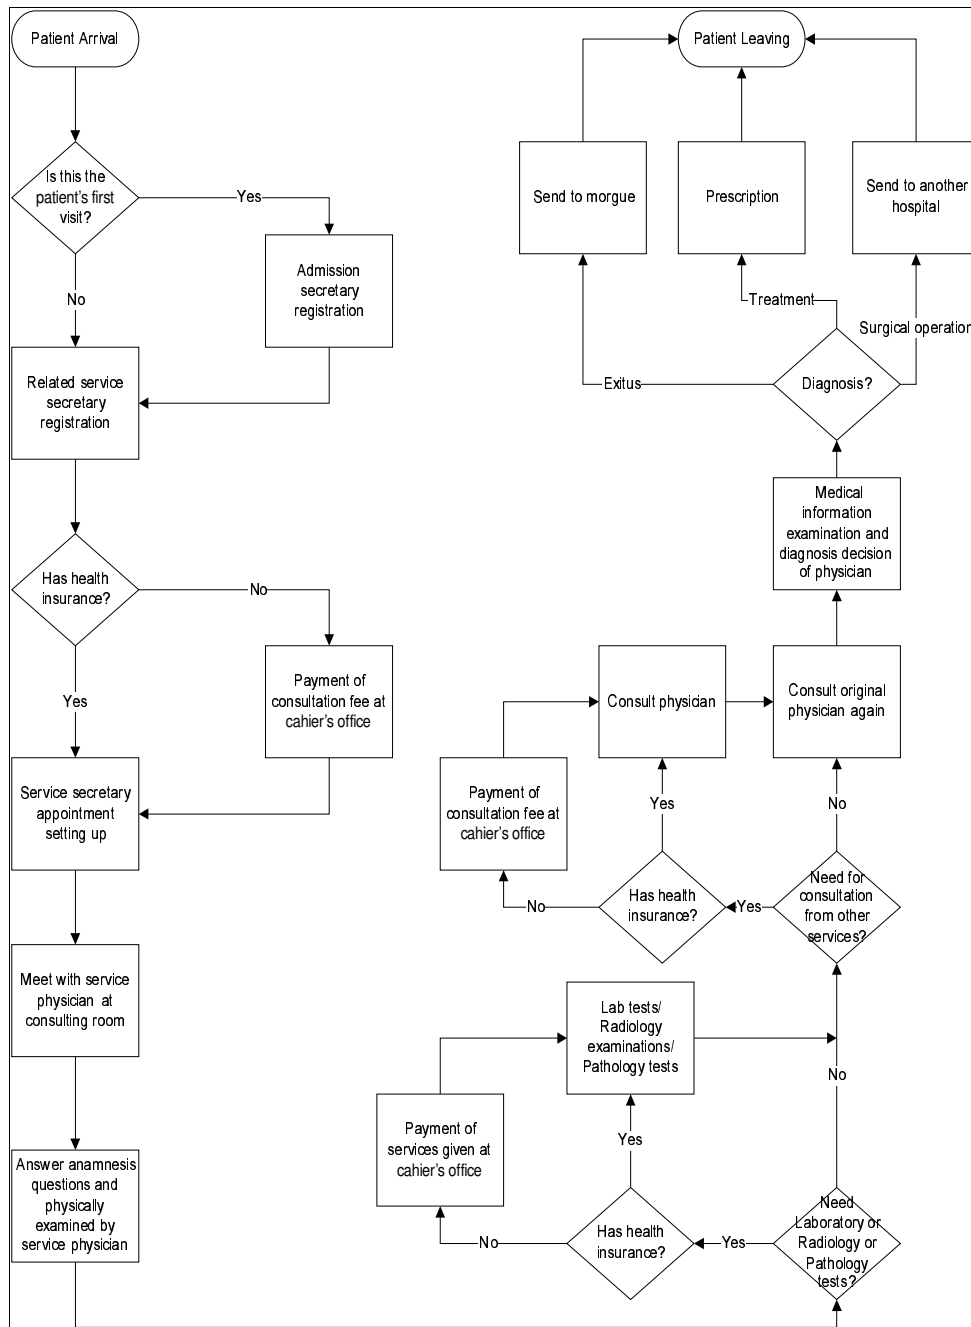 Patient Arrival
Is this the
patient's first
visit?
Yes
No
Admission
secretary
registration
Related service
secretary
registration
Has health
insurance?
No
Yes
Payment of
consultation fee at
cahier's office
Service secretary
appointment
setting up
Meet with service
physician at
consulting room
Answer anamnesis
questions and
physically
examined by
service physician
Patient Leaving
Send to morgue
Prescription
Send to another
hospital
Treatment
Surgical operation
Exitus
Diagnosis?
Medical
information
examination and
diagnosis decision
of physician
Consult physician
Consult original
physician again
Payment of
consultation fee at
cahier's office
Yes
No
Has health
insurance?
No
Yes
Need for
consultation
from other
services?
Lab tests/
Radiology
examinations/
Pathology tests
No
Payment of
services given at
cahier's office
Yes
Has health
insurance?
No
Yes
Need
Laboratory or
Radiology or
Pathology
tests?